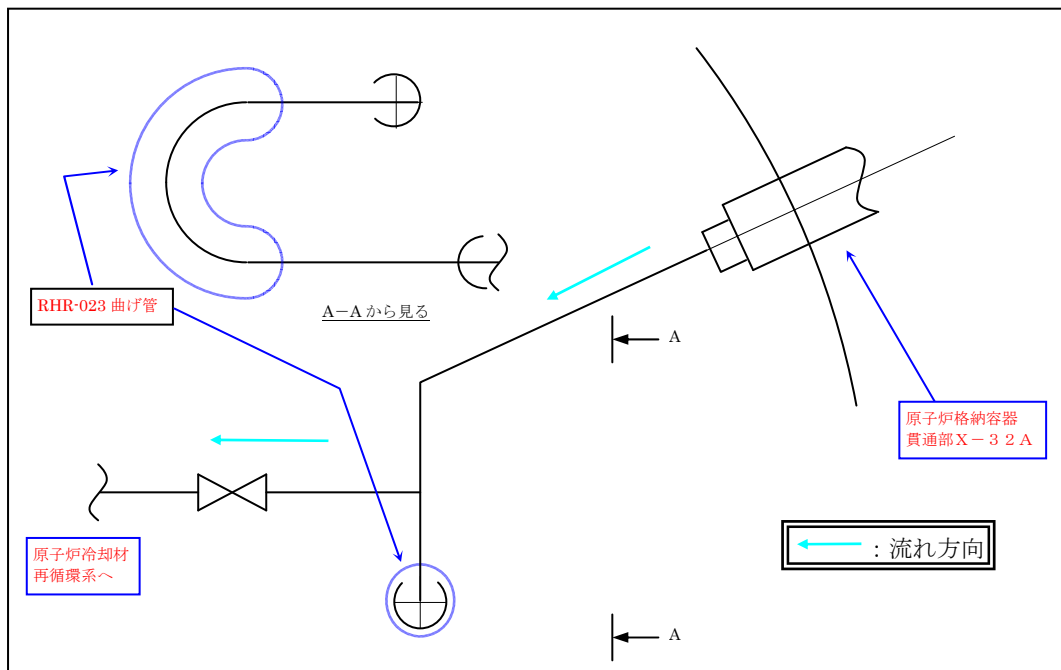 RHR-023 曲げ管
A－A から見る
A
原子炉格納容器
貫通部Ｘ－３２Ａ
原子炉冷却材
再循環系へ
：流れ方向
A